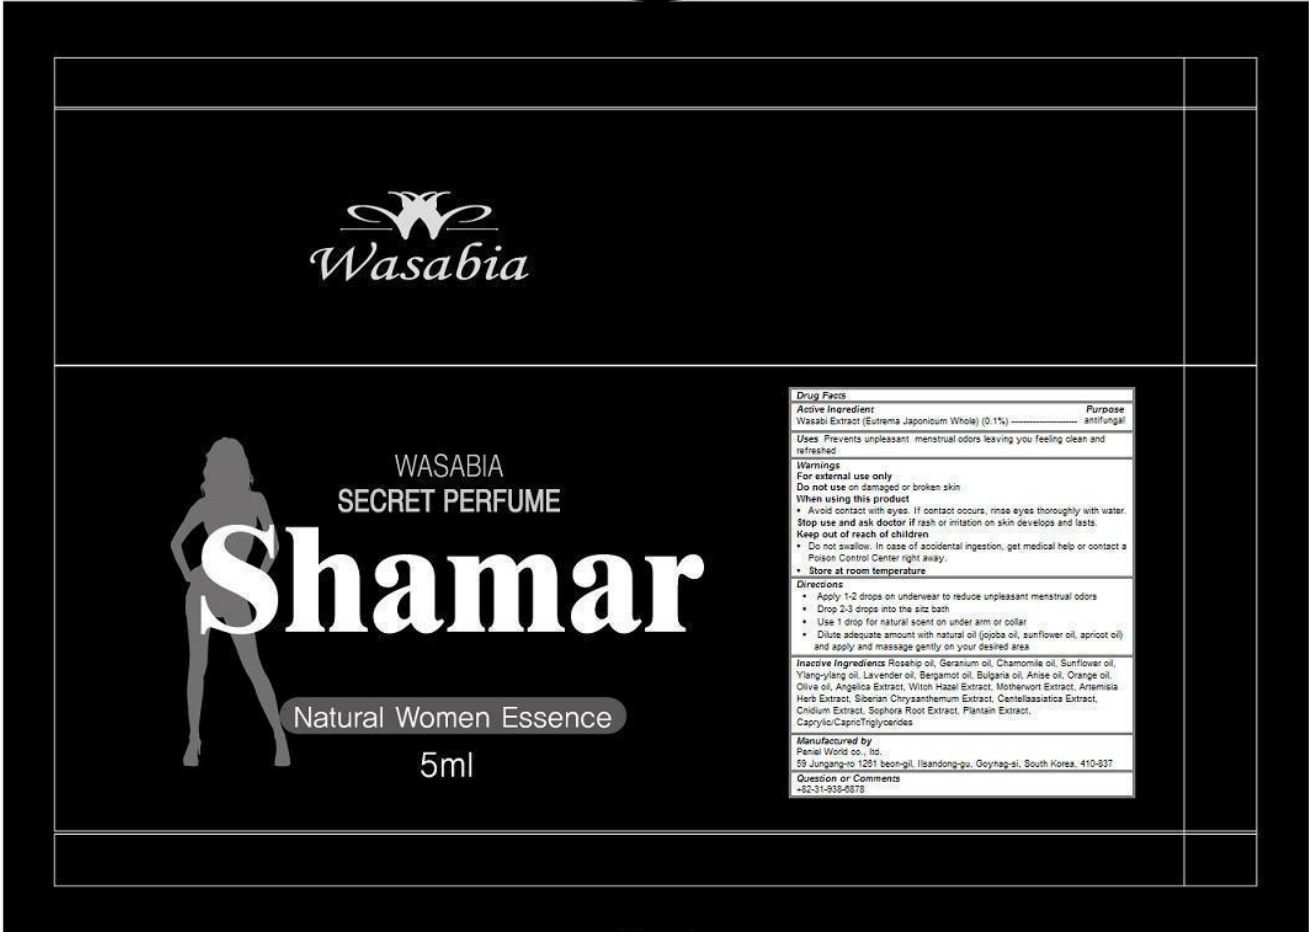 Wasabia
WASABIA
SECRET PERFUME
Shamar
Natural Women Essence
5ml
Drug Facts
Active Ingredient Purpose
Wasabi Extract (Eutrema Japonicum Whole) (0.1%) ---------------------- antifungal
Uses Prevents unpleasant menstrual odors leaving you feeling clean and
refreshed
Warnings
For external use only
Do not use on damaged or broken skin
When using this product
• Avoid contact with eyes. If contact occurs, rinse eyes thoroughly with water.
Stop use and ask doctor if rash or irritation on skin develops and lasts.
Keep out of reach of children
• Do not swallow. In case of accidental ingestion, get medical help or contact a
Poison Control Center right away.
• Store at room temperature
Directions
• Apply 1-2 drops on underwear to reduce unpleasant menstrual odors
• Drop 2-3 drops into the sitz bath
• Use 1 drop for natural scent on under arm or collar
• Dilute adequate amount with natural oil (jojoba oil, sunflower oil, apricot oil)
and apply and massage gently on your desired area
Inactive Ingredients Rosehip oil, Geranium oil, Chamomile oil, Sunflower oil,
Ylang-ylang oil, Lavender oil, Bergamot oil, Bulgaria oil, Anise oil, Orange oil,
Olive oil, Angelica Extract, Witch Hazel Extract, Motherwort Extract, Artemisia
Herb Extract, Siberian Chrysanthemum Extract, Centellaasiatica Extract,
Cnidium Extract, Sophora Root Extract, Plantain Extract,
Caprylic/CapricTriglycerides
Manufactured by
Peniel World co., ltd.
59 Jungang-ro 1261 beon-gil, Ilsandong-gu, Goynag-si, South Korea, 410-837
Question or Comments
+82-31-938-6878